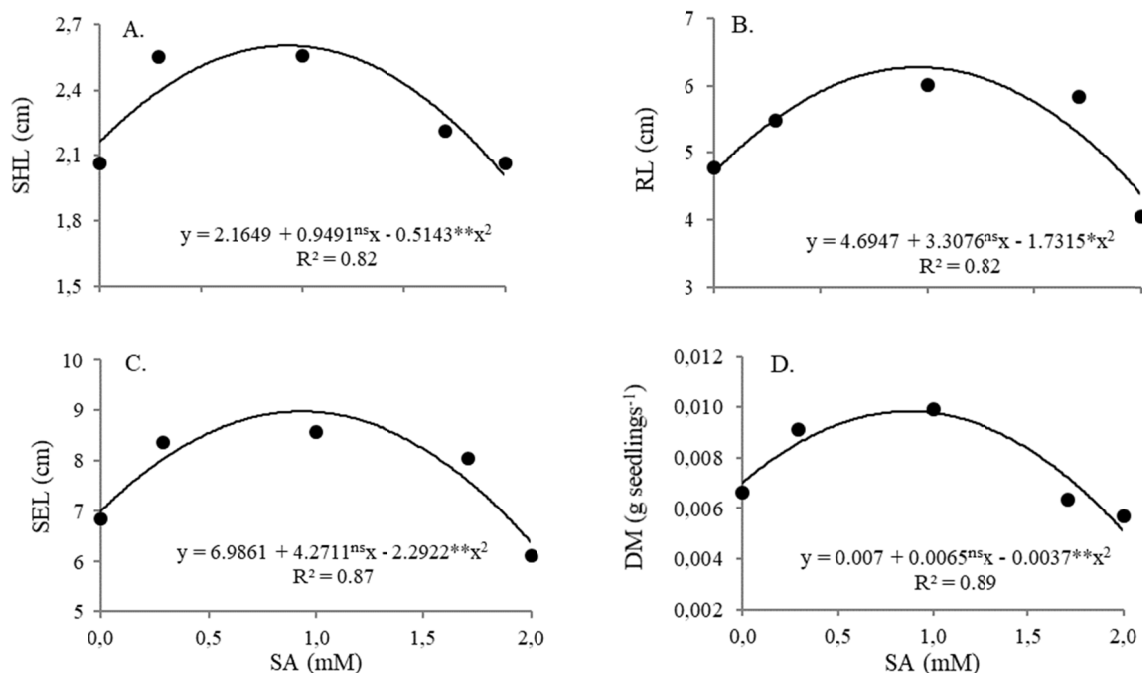 A.
2,7
2,4
2,1
1,8
1,5
SHL (cm)
y = 2.1649 + 0.9491ⁿˢx - 0.5143**x²
R² = 0.82
B.
7
6
5
4
3
RL (cm)
y = 4.6947 + 3.3076ⁿˢx - 1.7315*x²
R² = 0.82
C.
10
9
8
7
6
5
SEL (cm)
y = 6.9861 + 4.2711ⁿˢx - 2.2922**x²
R² = 0.87
0,0 0,5 1,0 1,5 2,0
SA (mM)
D.
0,012
0,010
0,008
0,006
0,004
0,002
DM (g seedlings⁻¹)
y = 0.007 + 0.0065ⁿˢx - 0.0037**x²
R² = 0.89
0,0 0,5 1,0 1,5 2,0
SA (mM)